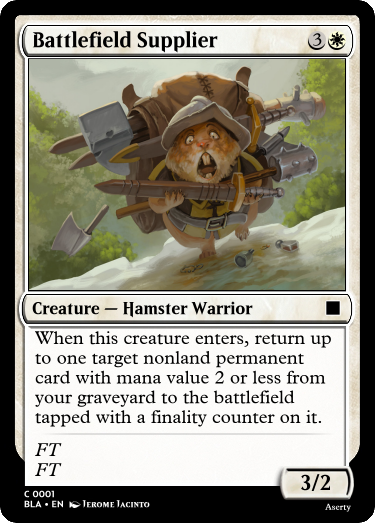 Battlefield Supplier 3
Creature — Hamster Warrior
When this creature enters, return up
to one target nonland permanent
card with mana value 2 or less from
your graveyard to the battlefield
tapped with a finality counter on it.
FT
FT
3/2
C 0001
BLA • EN Jerome Jacinto
Aserty